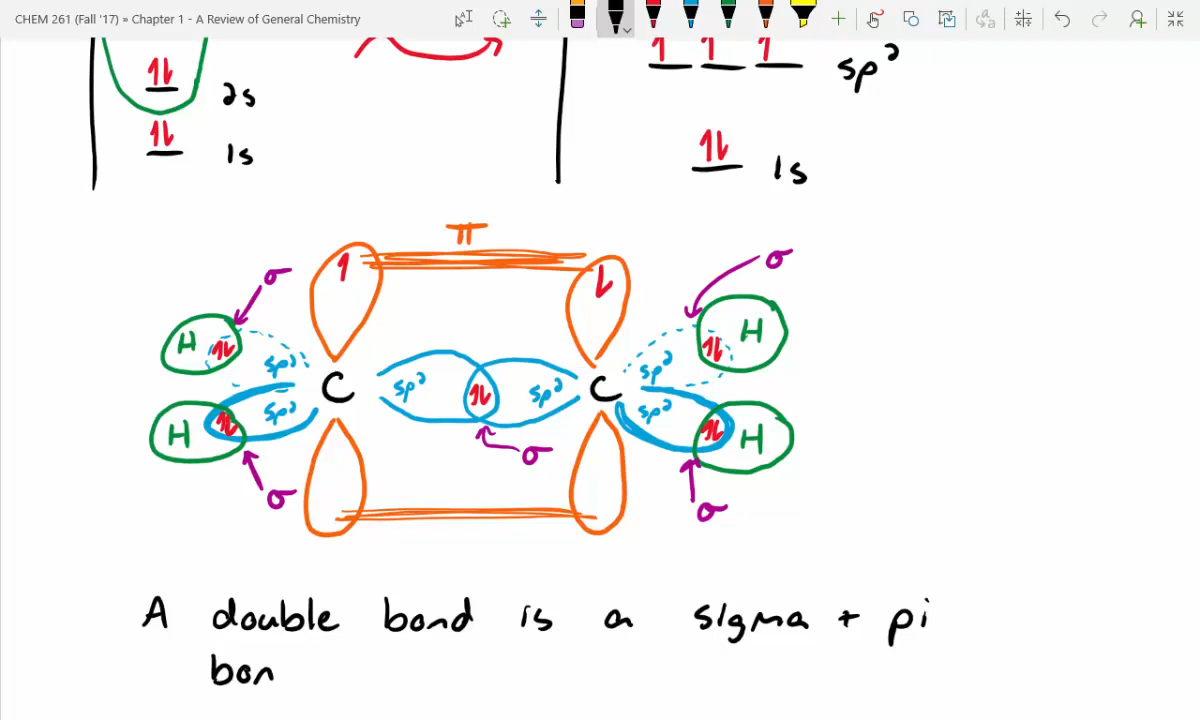 CHEM 261 (Fall '17) » Chapter 1 - A Review of General Chemistry
2s
sp²
1s
1s
π
σ
σ
H
H
sp²
sp²
C
sp²
sp²
C
sp²
sp²
H
H
σ
σ
σ
A double bond is a sigma + pi
bon